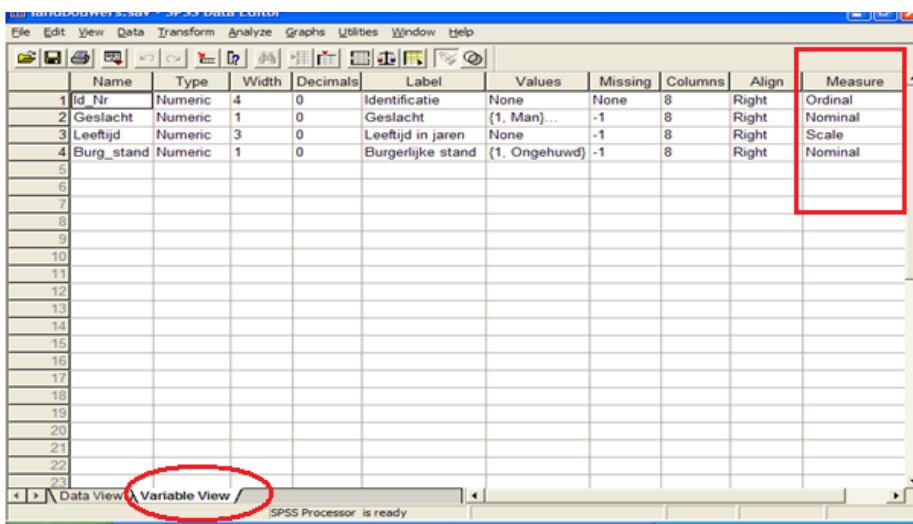 landbouwers.sav - SPSS Data Editor
File Edit View Data Transform Analyze Graphs Utilities Window Help
Name Type Width Decimals Label Values Missing Columns Align Measure
1 Id_Nr Numeric 4 0 Identificatie None None 8 Right Ordinal
2 Geslacht Numeric 1 0 Geslacht {1, Man}... -1 8 Right Nominal
3 Leeftijd Numeric 3 0 Leeftijd in jaren None -1 8 Right Scale
4 Burg_stand Numeric 1 0 Burgerlijke stand {1, Ongehuwd} -1 8 Right Nominal
5
6
7
8
9
10
11
12
13
14
15
16
17
18
19
20
21
22
23
Data View Variable View
SPSS Processor is ready